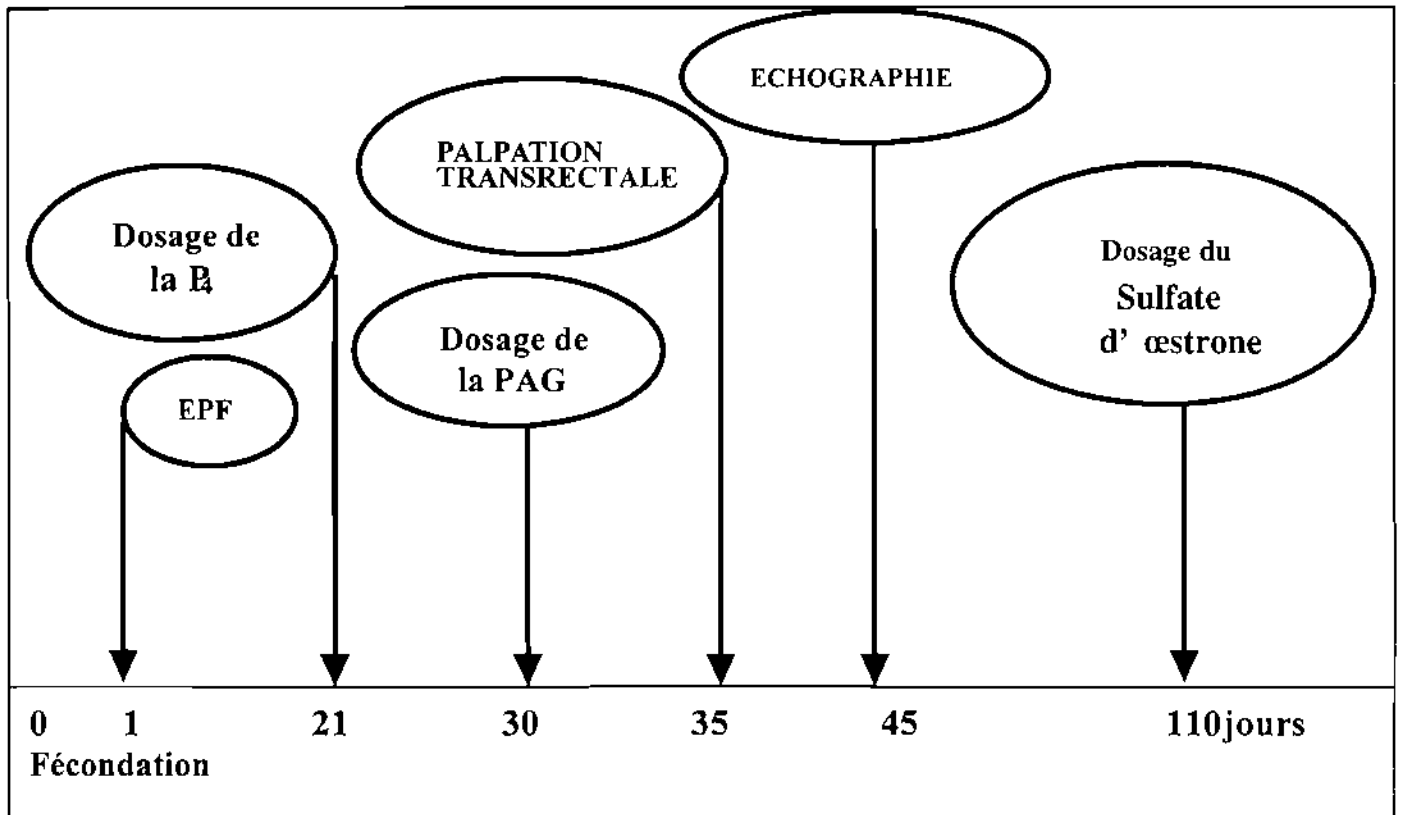 ECHOGRAPHIE
PALPATION
TRANSRECTALE
Dosage de
la P4
Dosage du
Sulfate
d' œstrone
Dosage de
la PAG
EPF
0 1 21 30 35 45 110jours
Fécondation